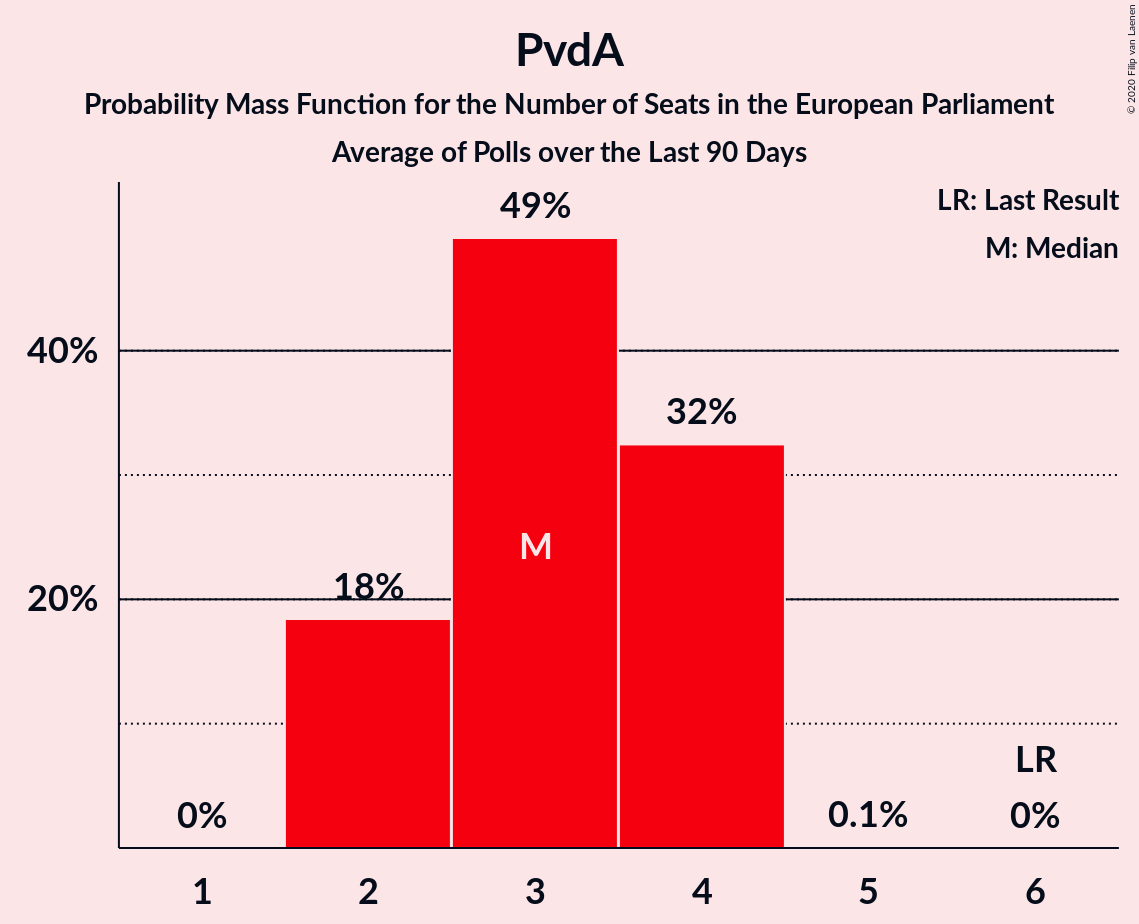 PvdA
Probability Mass Function for the Number of Seats in the European Parliament
Average of Polls over the Last 90 Days
© 2020 Filip van Laenen
LR: Last Result
M: Median
49%
40%
32%
M
18%
20%
LR
0%
0.1%
0%
1 2 3 4 5 6